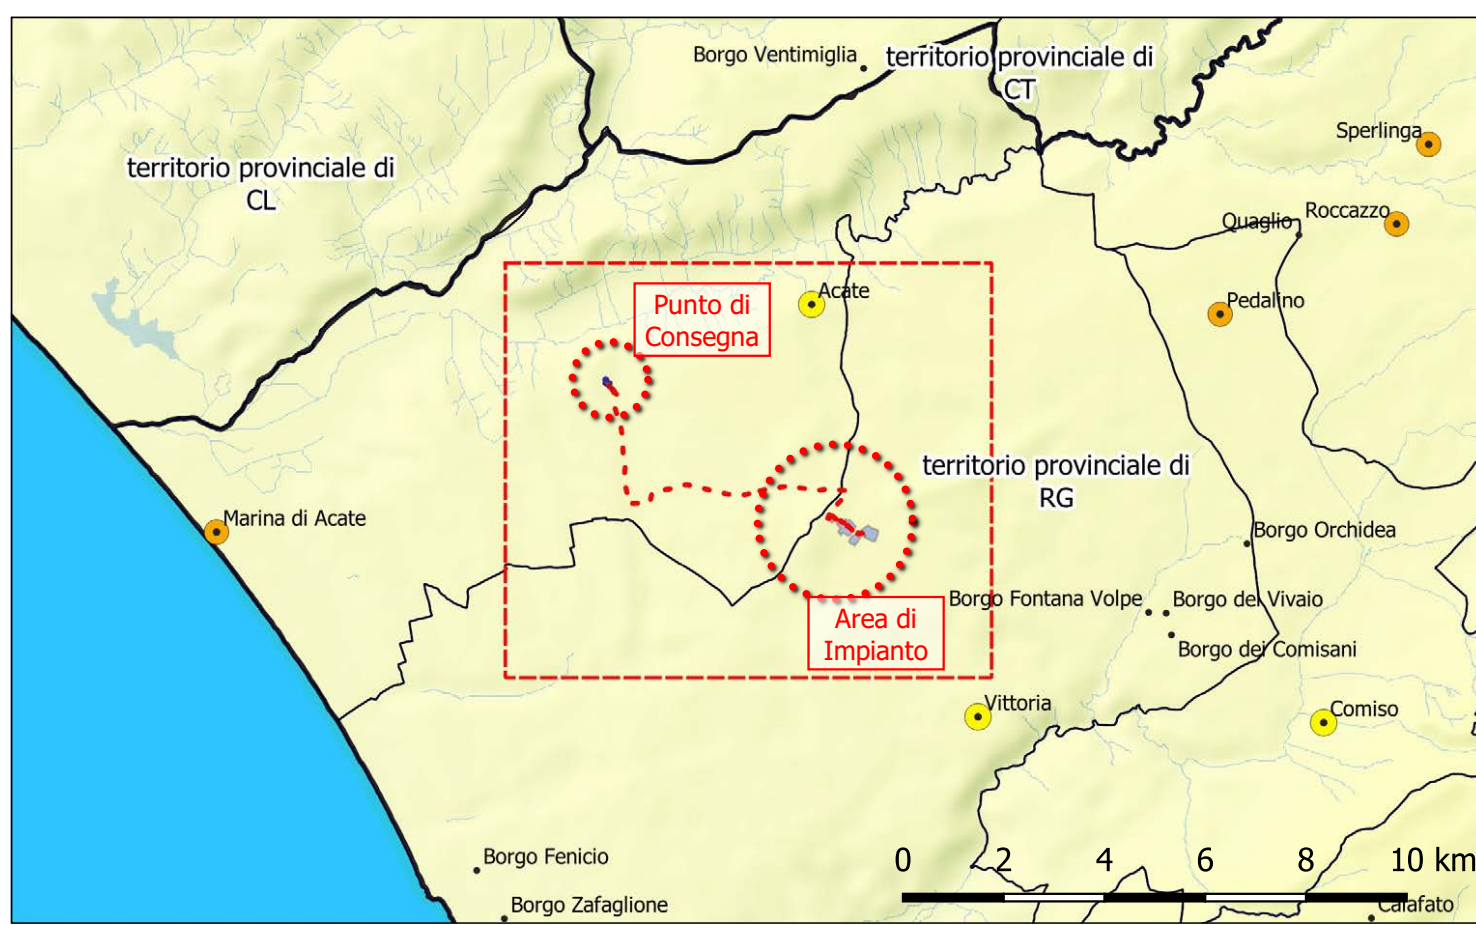 Borgo Ventimiglia
territorio provinciale di
CT
Sperlinga
territorio provinciale di
CL
Quaglio
Roccazzo
Punto di
Consegna
Acate
Pedalino
territorio provinciale di
RG
Marina di Acate
Borgo Orchidea
Borgo Fontana Volpe
Borgo del Vivaio
Area di
Impianto
Borgo dei Comisani
Vittoria
Comiso
Borgo Fenicio
0 2 4 6 8 10 km
Borgo Zafaglione
Calafato